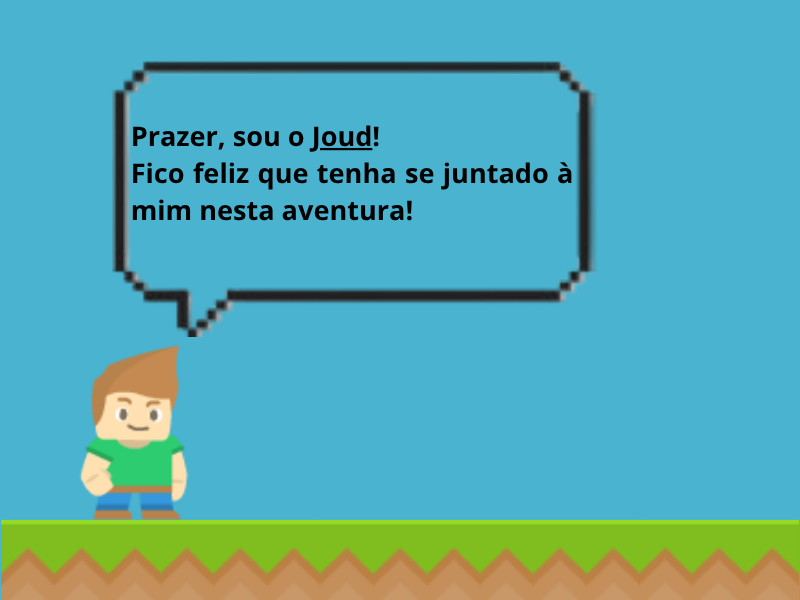 Prazer, sou o Joud!
Fico feliz que tenha se juntado à
mim nesta aventura!